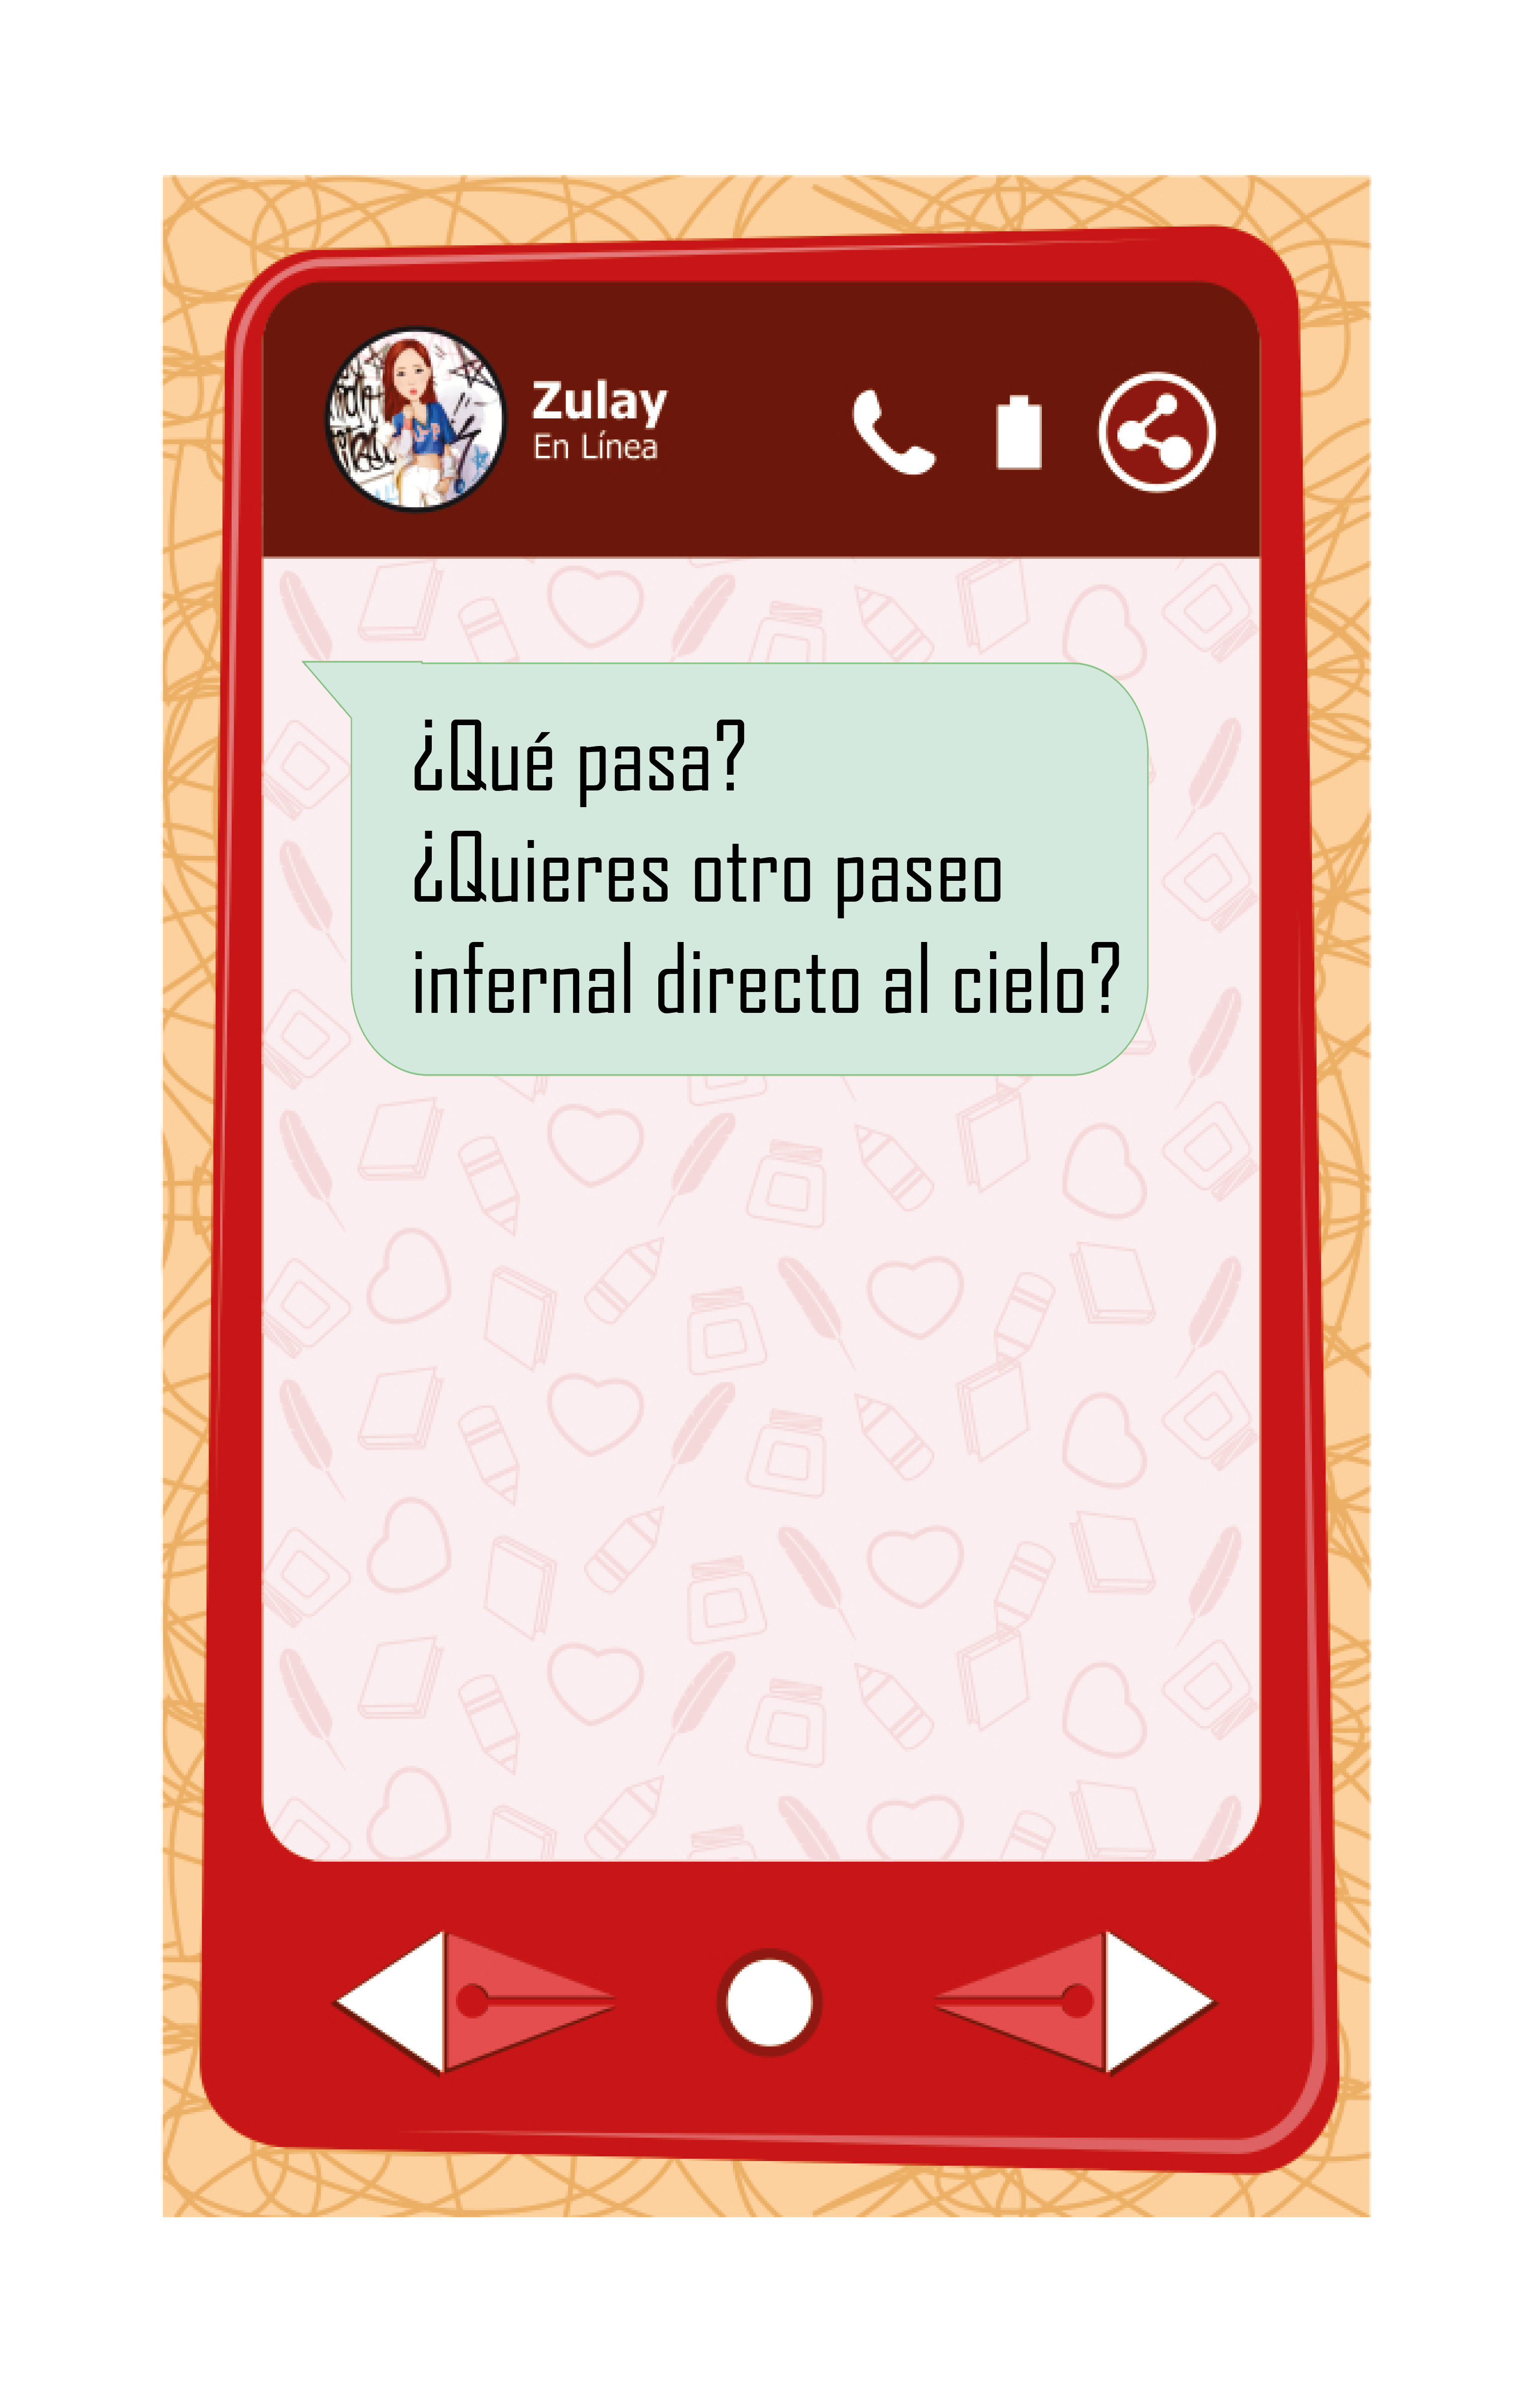 Zulay
En Línea
¿Qué pasa?
¿Quieres otro paseo
infernal directo al cielo?